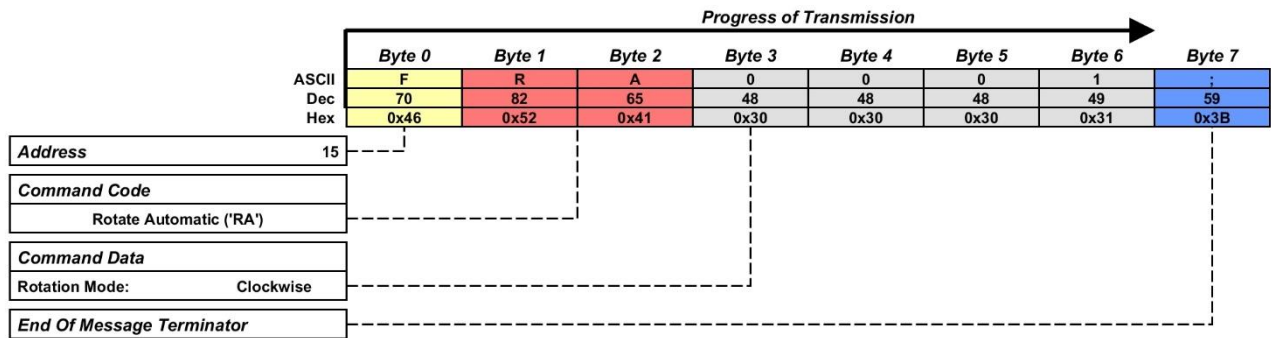 Progress of Transmission
Byte 0 Byte 1 Byte 2 Byte 3 Byte 4 Byte 5 Byte 6 Byte 7
ASCII F R A 0 0 0 1 ;
Dec 70 82 65 48 48 48 49 59
Hex 0x46 0x52 0x41 0x30 0x30 0x30 0x31 0x3B
Address 15
Command Code
Rotate Automatic ('RA')
Command Data
Rotation Mode: Clockwise
End Of Message Terminator